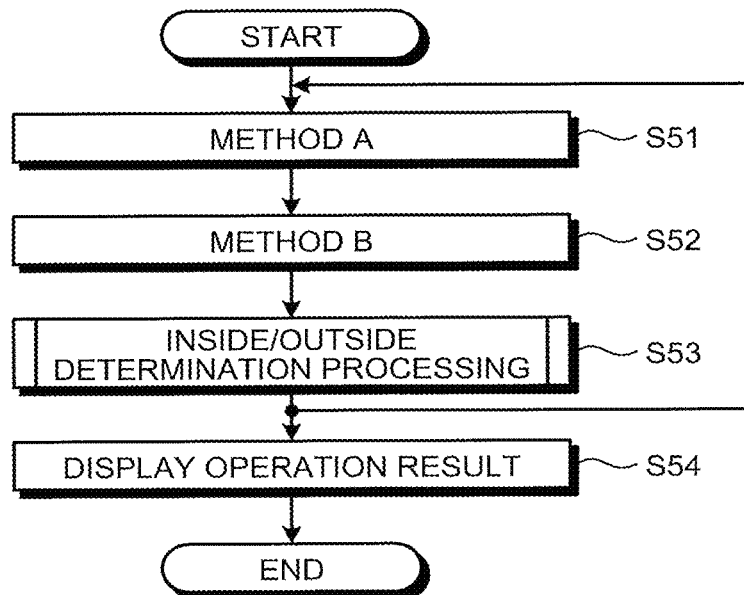 START
METHOD A
S51
METHOD B
S52
INSIDE/OUTSIDE
DETERMINATION PROCESSING
S53
DISPLAY OPERATION RESULT
S54
END